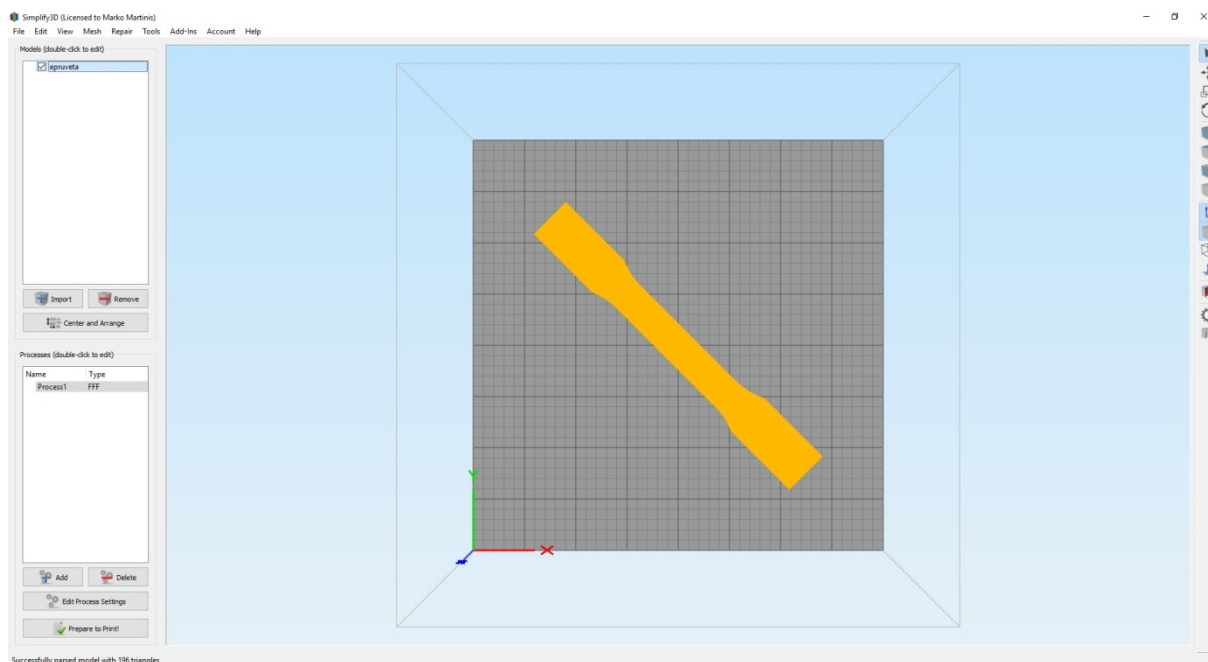 Simplify3D (Licensed to Marko Martinis)
File Edit View Mesh Repair Tools Add-Ins Account Help
Models (double-click to edit)
epruveta
Import Remove
Center and Arrange
Processes (double-click to edit)
Name Type
Process1 FFF
Add Delete
Edit Process Settings
Prepare to Print!
Successfully parsed model with 196 triangles